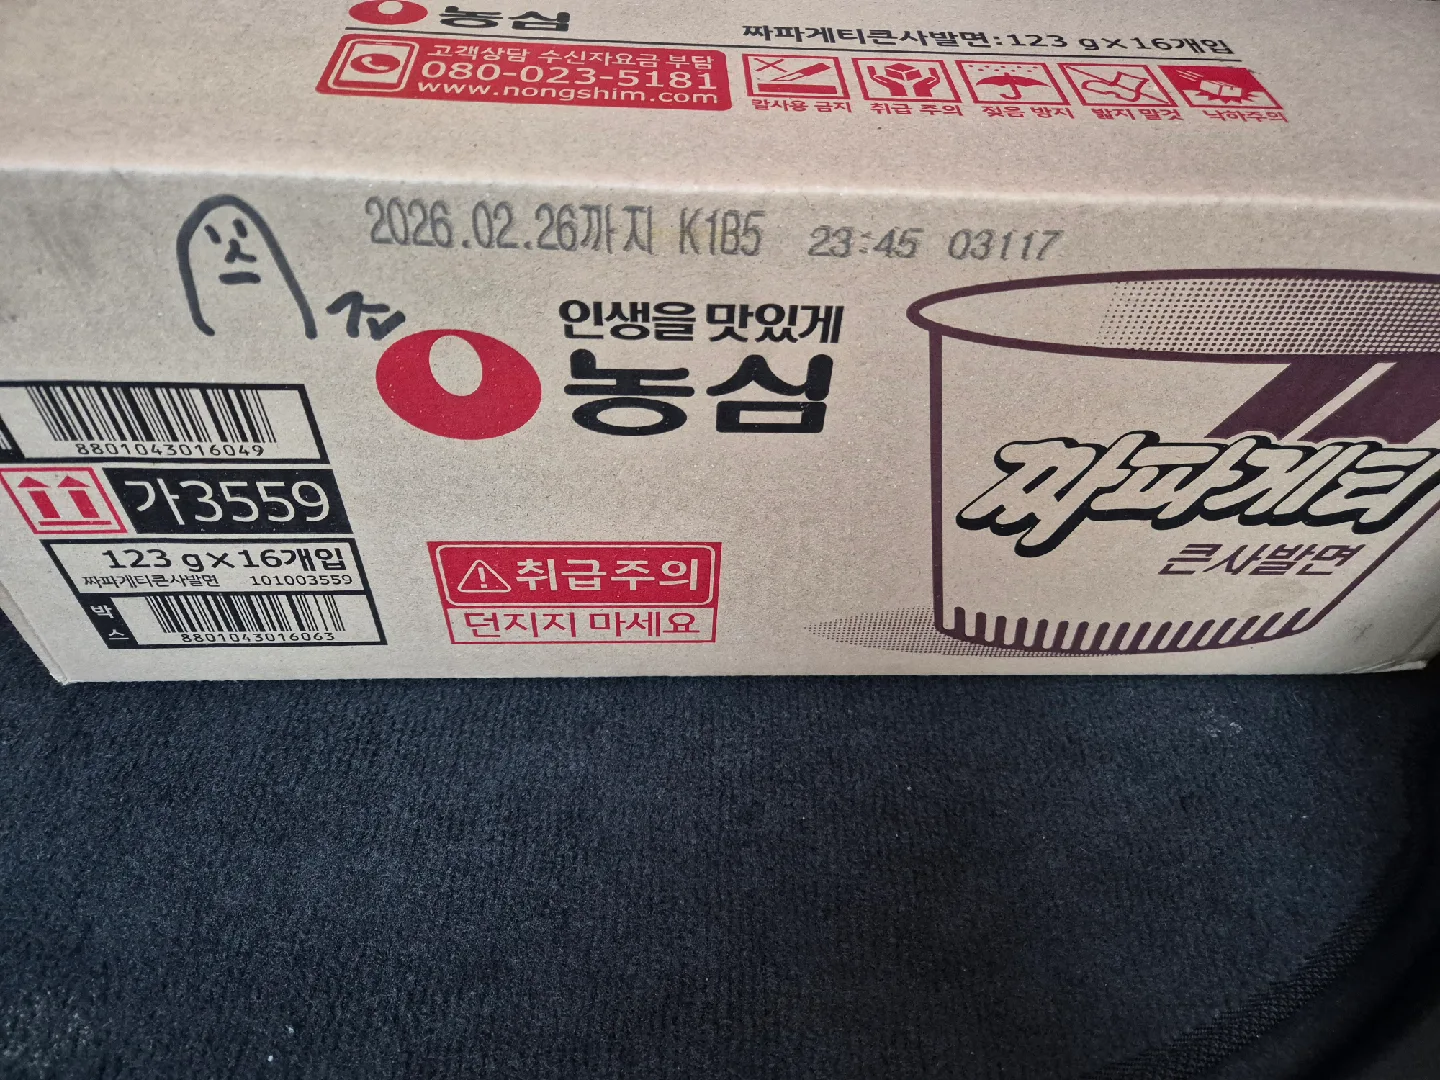 농심
짜파게티큰사발면:123 g×16개입
고객상담 수신자요금 부담
080-023-5181
www.nongshim.com
칼사용 금지
취급 주의
젖음 방지
밟지 말것
낙하주의
2026.02.26까지 K1B5 23:45 03117
인생을 맛있게
농심
짜파게티
큰사발면
8801043016049
가3559
123 g×16개입
짜파게티큰사발면 101003559
박스
8801043016063
취급주의
던지지 마세요